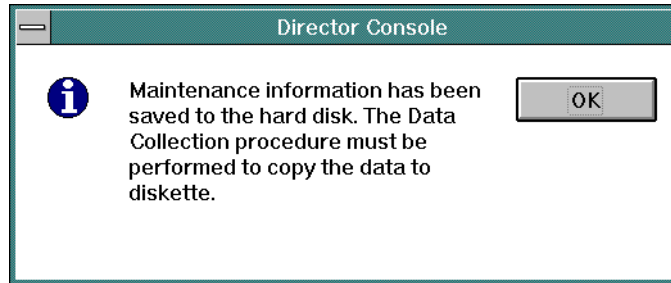 Director Console
Maintenance information has been
saved to the hard disk. The Data
Collection procedure must be
performed to copy the data to
diskette.
OK